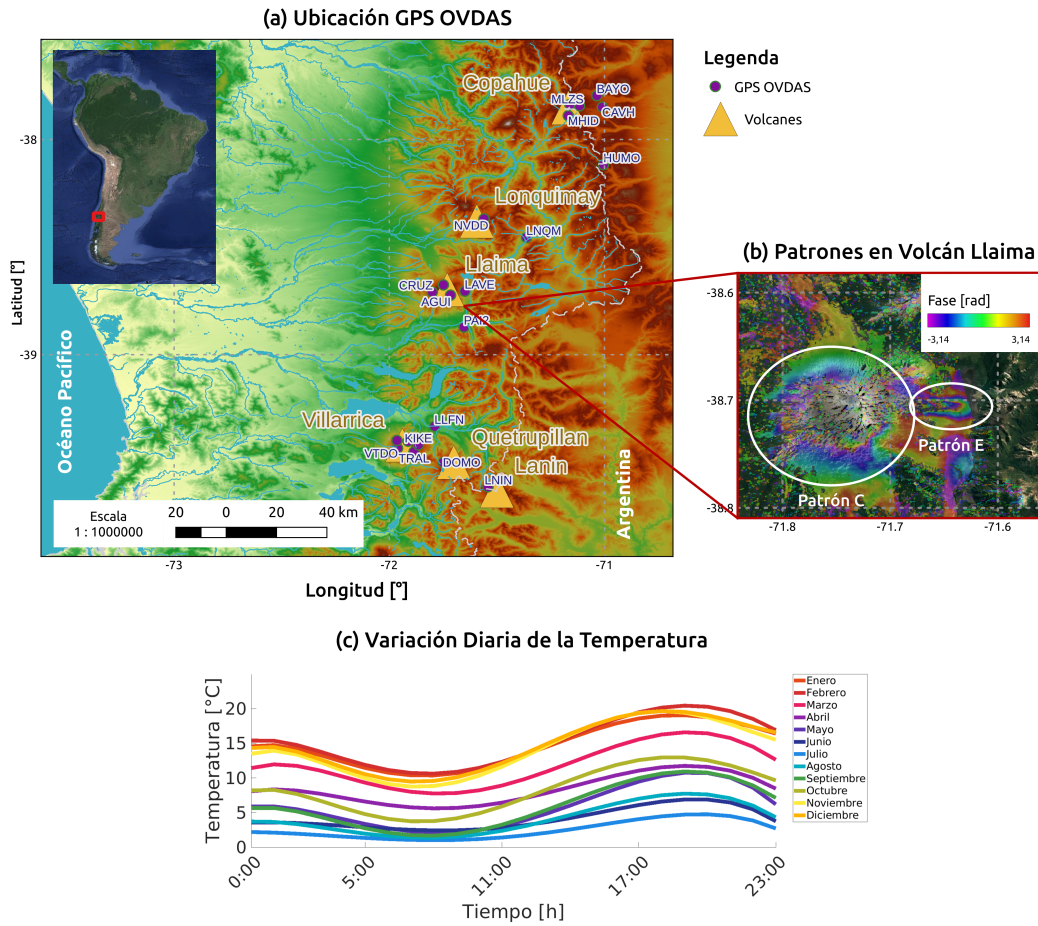 (a) Ubicación GPS OVDAS
Legenda
GPS OVDAS
Volcanes
Copahue
BAYO
MLZS
CAVH
MHID
HUMO
Lonquimay
NVDD
LNQM
Llaima
CRUZ
LAVE
AGUI
PAI2
Villarrica
LLFN
KIKE
Quetrupillan
VTDO
TRAL
DOMO
Lanin
LNIN
Océano Pacífico
Argentina
Escala
1 : 1000000
20 0 20 40 km
-38
-39
Latitud [°]
-73 -72 -71
Longitud [°]
(b) Patrones en Volcán Llaima
Fase [rad]
-3,14 3,14
-38.6
-38.7
-38.8
Patrón E
Patrón C
-71.8 -71.7 -71.6
(c) Variación Diaria de la Temperatura
Temperatura [°C]
20
15
10
5
0
0:00 5:00 11:00 17:00 23:00
Tiempo [h]
Enero
Febrero
Marzo
Abril
Mayo
Junio
Julio
Agosto
Septiembre
Octubre
Noviembre
Diciembre